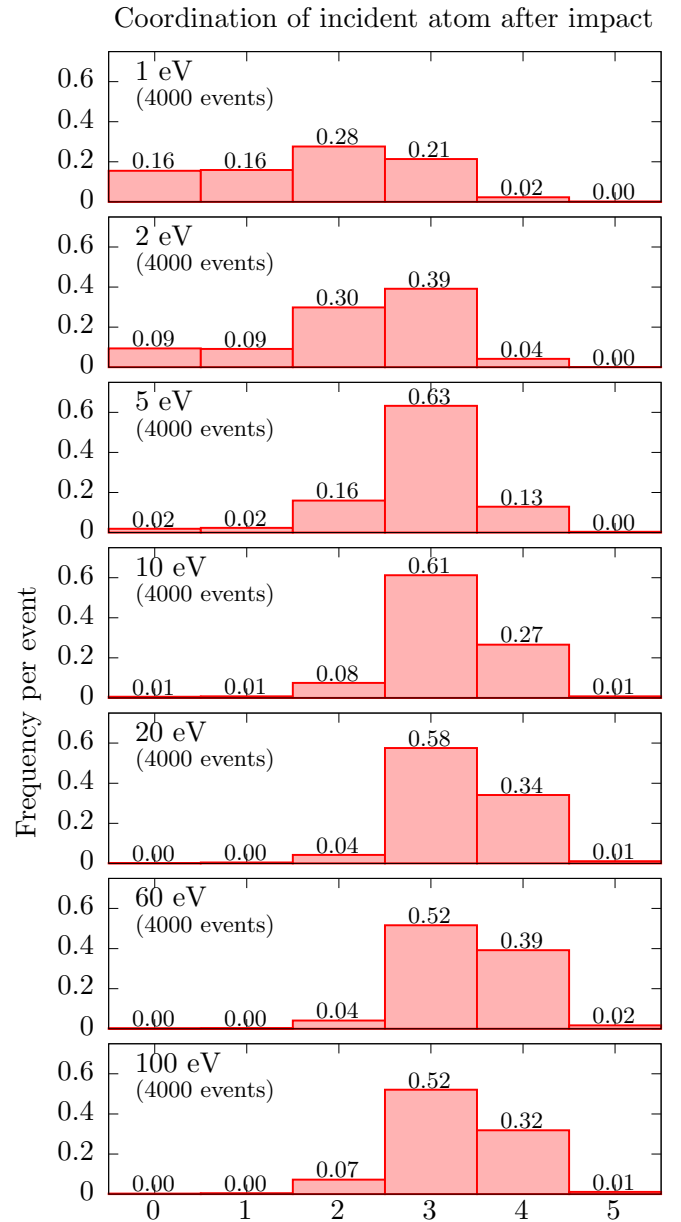 Coordination of incident atom after impact
1 eV
(4000 events)
0.6
0.4
0.2
0
0.16 0.16 0.28 0.21 0.02 0.00
2 eV
(4000 events)
0.6
0.4
0.2
0
0.09 0.09 0.30 0.39 0.04 0.00
5 eV
(4000 events)
0.6
0.4
0.2
0
0.02 0.02 0.16 0.63 0.13 0.00
10 eV
(4000 events)
0.6
0.4
0.2
0
0.01 0.01 0.08 0.61 0.27 0.01
20 eV
(4000 events)
0.6
0.4
0.2
0
0.00 0.00 0.04 0.58 0.34 0.01
60 eV
(4000 events)
0.6
0.4
0.2
0
0.00 0.00 0.04 0.52 0.39 0.02
100 eV
(4000 events)
0.6
0.4
0.2
0
0.00 0.00 0.07 0.52 0.32 0.01
0 1 2 3 4 5
Frequency per event